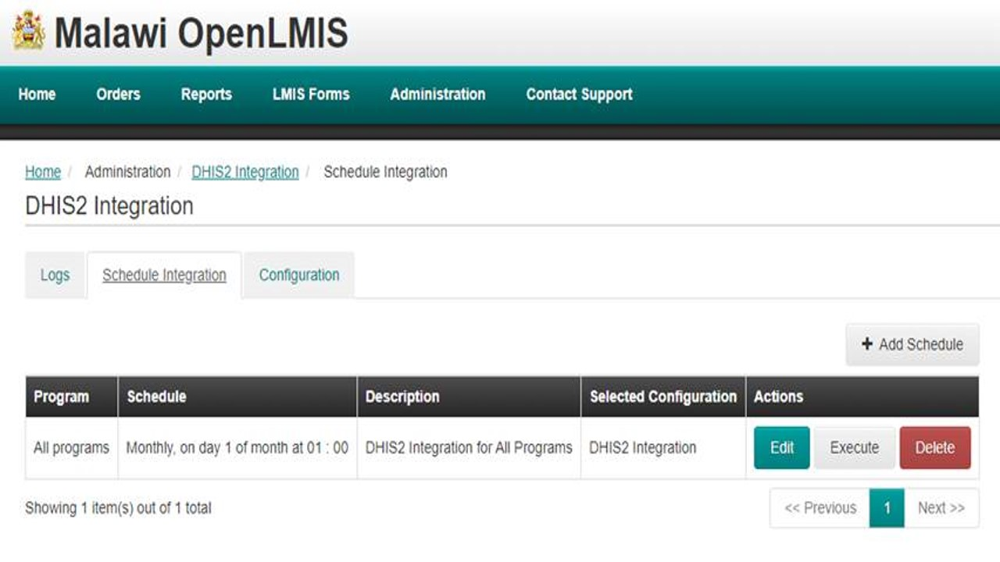 Malawi OpenLMIS
Home Orders Reports LMIS Forms Administration Contact Support
Home / Administration / DHIS2 Integration / Schedule Integration
DHIS2 Integration
Logs Schedule Integration Configuration
+ Add Schedule
Program Schedule Description Selected Configuration Actions
All programs Monthly, on day 1 of month at 01 : 00 DHIS2 Integration for All Programs DHIS2 Integration Edit Execute Delete
Showing 1 item(s) out of 1 total << Previous 1 Next >>